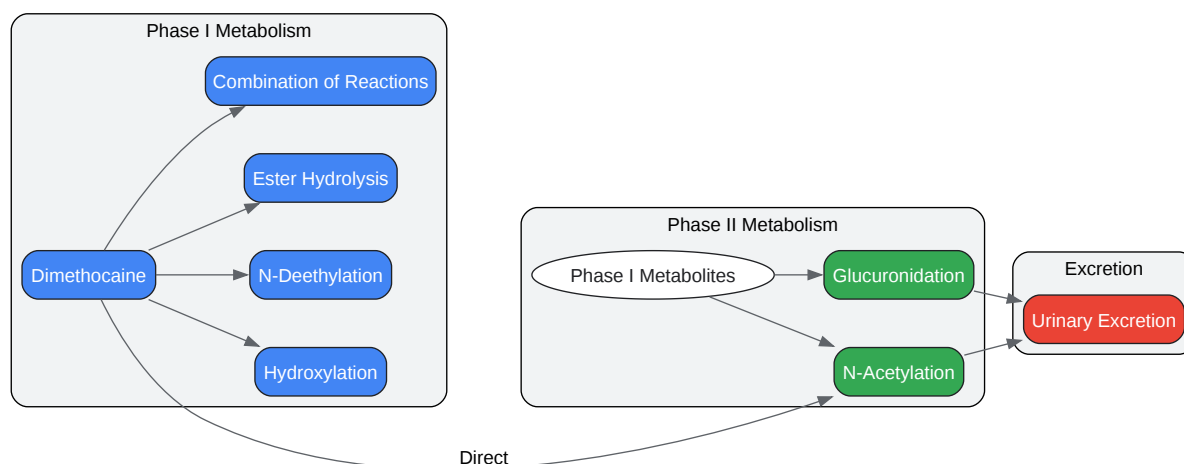 Phase I Metabolism
Combination of Reactions
Ester Hydrolysis
Dimethocaine
N-Deethylation
Hydroxylation
Phase II Metabolism
Phase I Metabolites
Glucuronidation
N-Acetylation
Excretion
Urinary Excretion
Direct